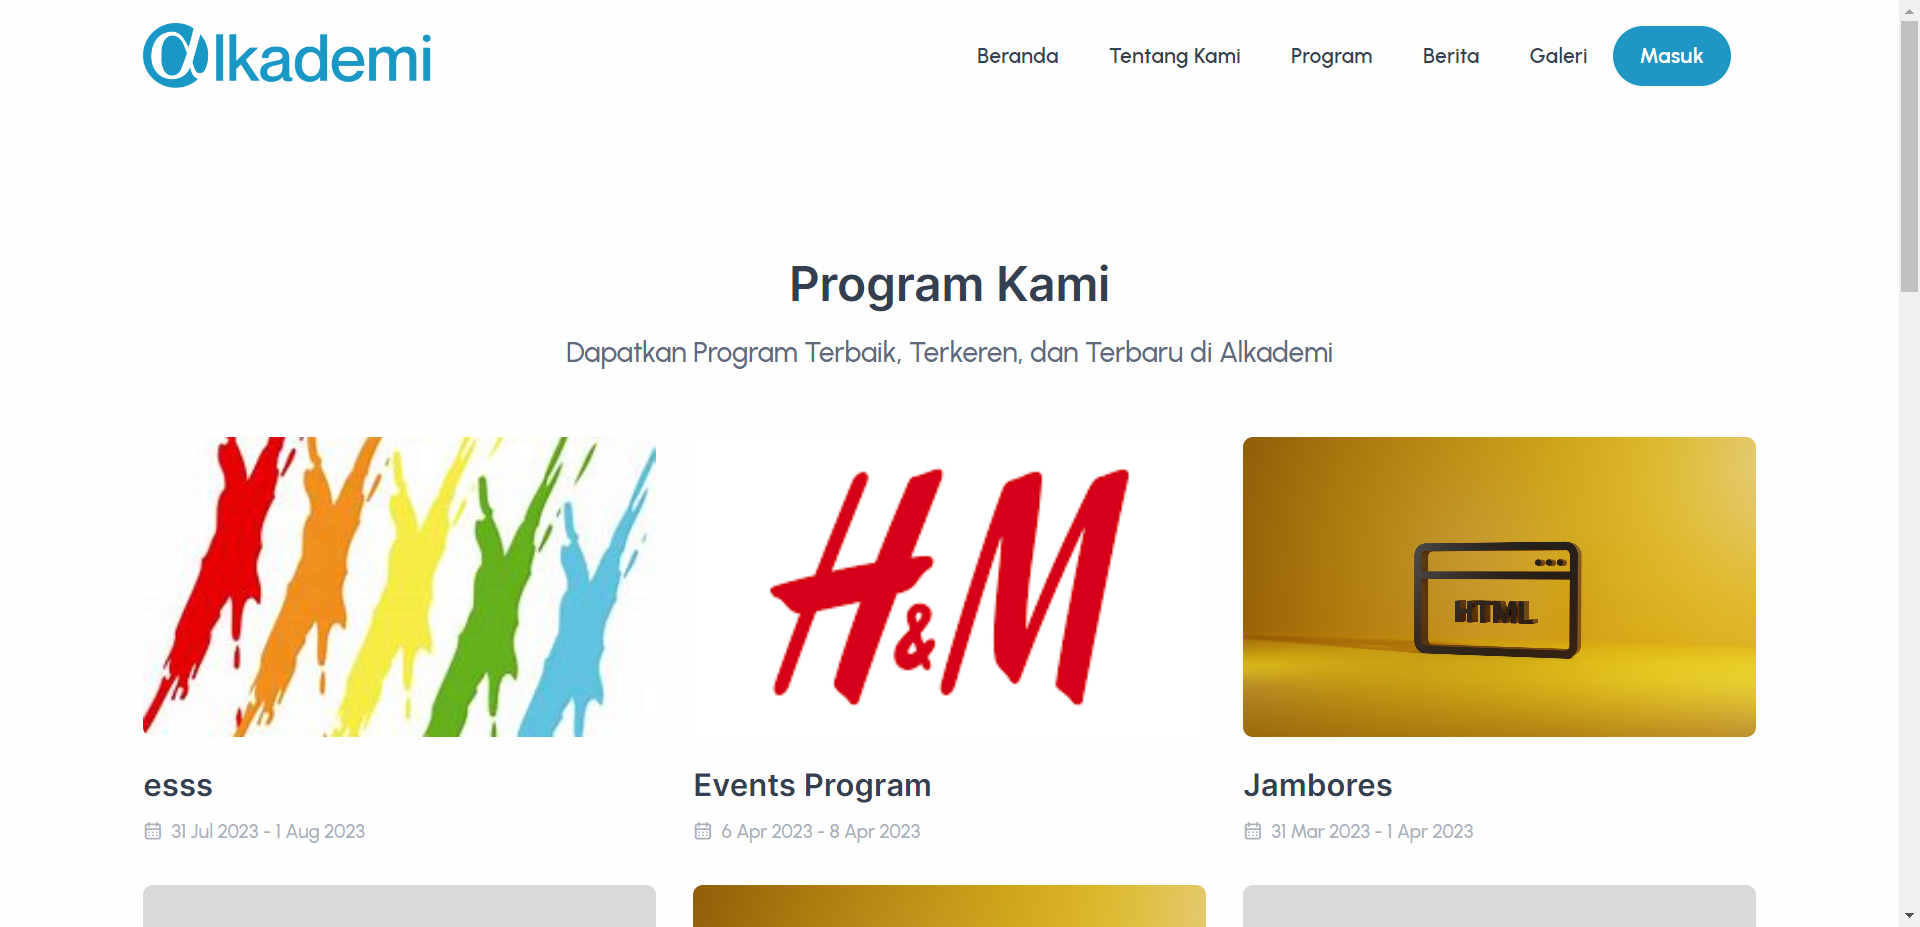 alkademi
Beranda Tentang Kami Program Berita Galeri Masuk
Program Kami
Dapatkan Program Terbaik, Terkeren, dan Terbaru di Alkademi
H&M
HTML
esss
31 Jul 2023 - 1 Aug 2023
Events Program
6 Apr 2023 - 8 Apr 2023
Jambores
31 Mar 2023 - 1 Apr 2023